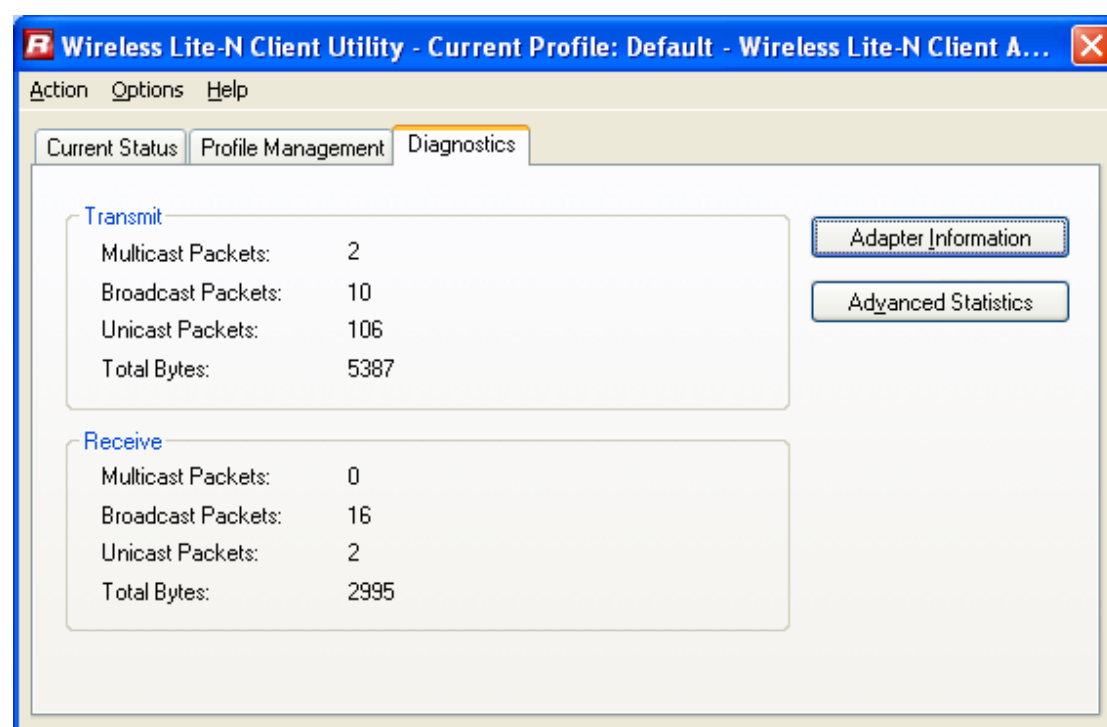 R Wireless Lite-N Client Utility - Current Profile: Default - Wireless Lite-N Client A...
Action Options Help
Current Status Profile Management Diagnostics
Transmit
Multicast Packets: 2
Broadcast Packets: 10
Unicast Packets: 106
Total Bytes: 5387
Adapter Information
Advanced Statistics
Receive
Multicast Packets: 0
Broadcast Packets: 16
Unicast Packets: 2
Total Bytes: 2995